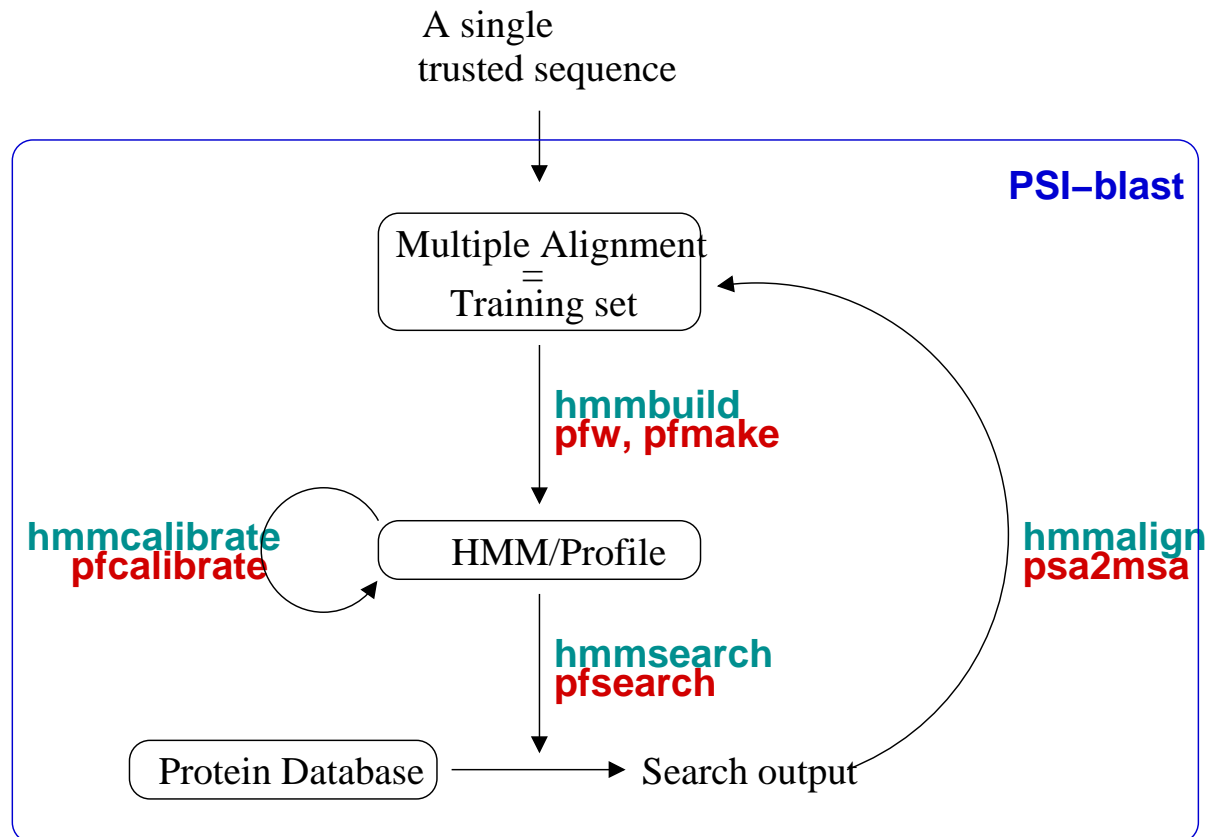 A single
trusted sequence
PSI–blast
Multiple Alignment
=
Training set
hmmbuild
pfw, pfmake
hmmcalibrate
pfcalibrate
HMM/Profile
hmmalign
psa2msa
hmmsearch
pfsearch
Protein Database
Search output